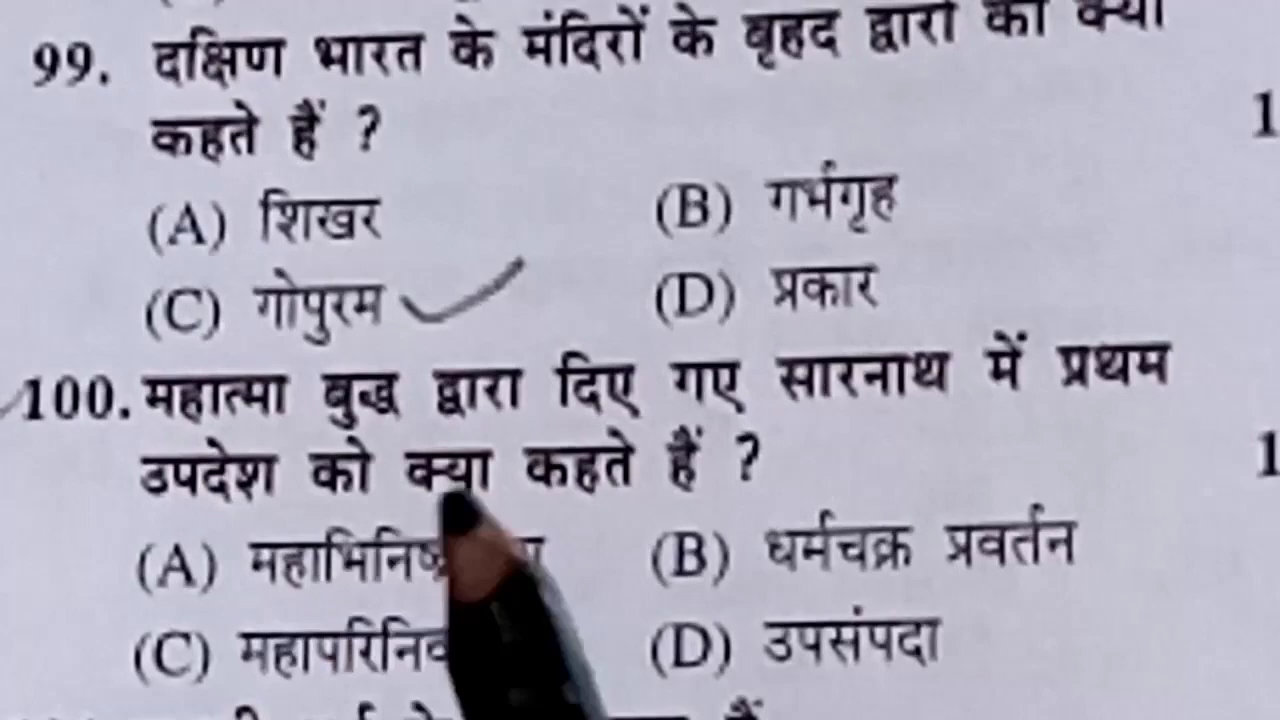 99. दक्षिण भारत के मंदिरों के बृहद द्वारों को क्या
कहते हैं ?
1
(A) शिखर (B) गर्भगृह
(C) गोपुरम (D) प्रकार
100. महात्मा बुद्ध द्वारा दिए गए सारनाथ में प्रथम
उपदेश को क्या कहते हैं ?
1
(A) (B) धर्मचक्र प्रवर्तन
(C) (D) उपसंपदा